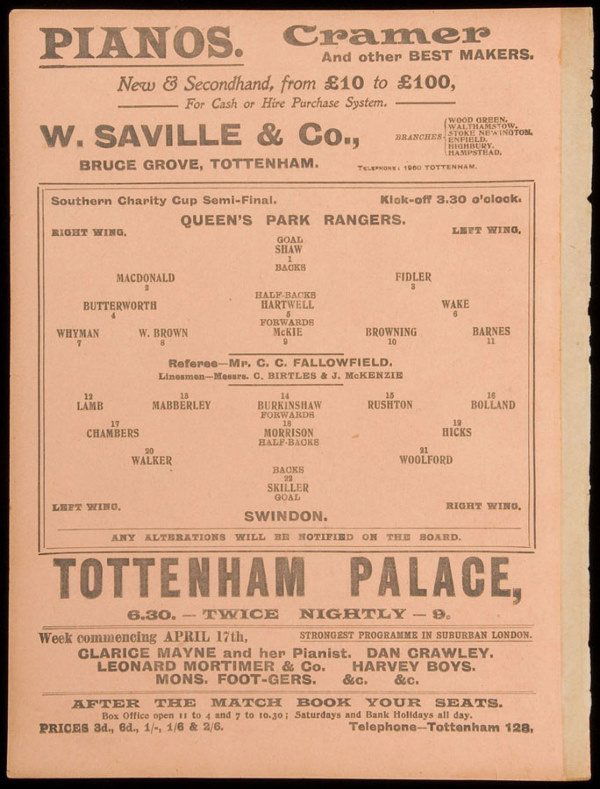 PIANOS. Cramer
And other BEST MAKERS.
New & Secondhand, from £10 to £100,
For Cash or Hire Purchase System.
W. SAVILLE & Co.,
BRUCE GROVE, TOTTENHAM.
BRANCHES
WOOD GREEN.
WALTHAMSTOW.
STOKE NEWINGTON.
ENFIELD.
HIGHBURY.
HAMPSTEAD.
TELEPHONE: 1960 TOTTENHAM.
Southern Charity Cup Semi-Final. Kick-off 3.30 o'clock.
QUEEN'S PARK RANGERS.
RIGHT WING. LEFT WING.
GOAL
SHAW
1
BACKS
MACDONALD FIDLER
2 3
HALF-BACKS
BUTTERWORTH HARTWELL WAKE
4 5 6
FORWARDS
WHYMAN W. BROWN McKIE BROWNING BARNES
7 8 9 10 11
Referee—Mr. C. C. FALLOWFIELD.
Linesmen—Messrs. C. BIRTLES & J. McKENZIE
12 13 14 15 16
LAMB MABBERLEY BURKINSHAW RUSHTON BOLLAND
FORWARDS
17 18 19
CHAMBERS MORRISON HICKS
HALF-BACKS
20 21
WALKER WOOLFORD
BACKS
22
SKILLER
GOAL
LEFT WING. RIGHT WING.
SWINDON.
ANY ALTERATIONS WILL BE NOTIFIED ON THE BOARD.
TOTTENHAM PALACE,
6.30. — TWICE NIGHTLY — 9.
Week commencing APRIL 17th, STRONGEST PROGRAMME IN SUBURBAN LONDON.
CLARICE MAYNE and her Pianist. DAN CRAWLEY.
LEONARD MORTIMER & Co. HARVEY BOYS.
MONS. FOOT-GERS. &c. &c.
AFTER THE MATCH BOOK YOUR SEATS.
Box Office open 11 to 4 and 7 to 10.30; Saturdays and Bank Holidays all day.
PRICES 3d., 6d., 1/-, 1/6 & 2/6. Telephone—Tottenham 128.